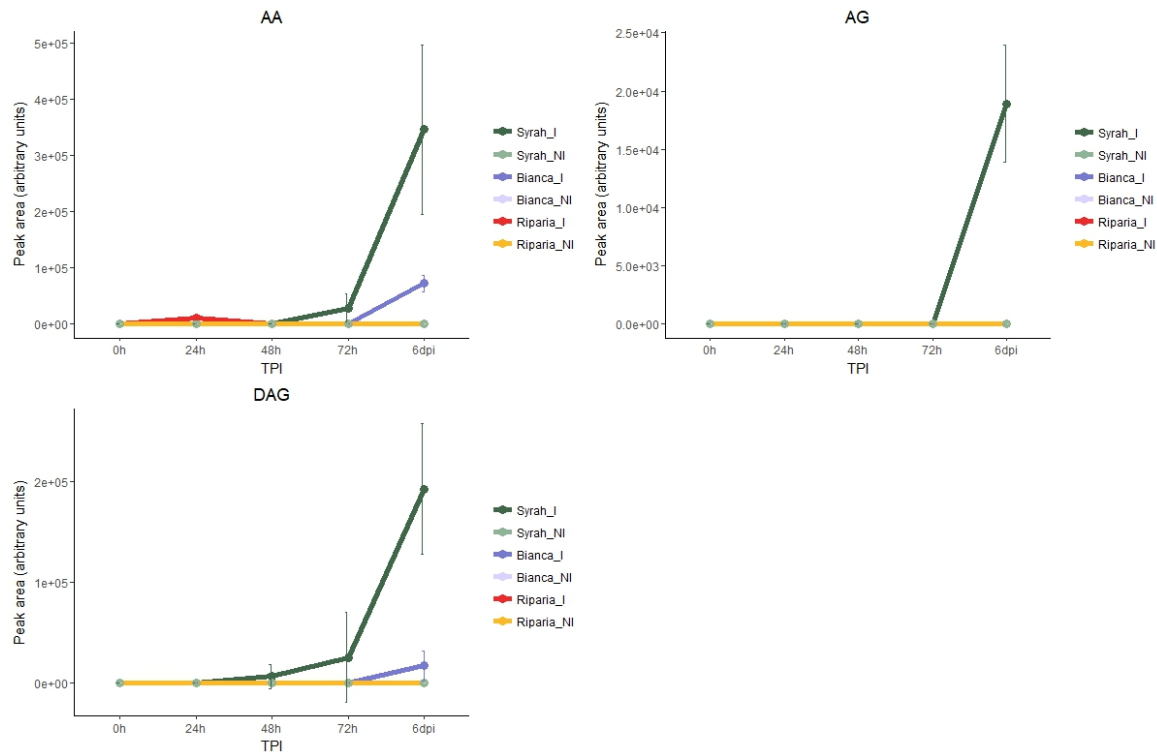 AA
5e+05
4e+05
3e+05
2e+05
1e+05
0e+00
Peak area (arbitrary units)
0h 24h 48h 72h 6dpi
TPI
Syrah_I
Syrah_NI
Bianca_I
Bianca_NI
Riparia_I
Riparia_NI
AG
2.5e+04
2.0e+04
1.5e+04
1.0e+04
5.0e+03
0.0e+00
Peak area (arbitrary units)
0h 24h 48h 72h 6dpi
TPI
Syrah_I
Syrah_NI
Bianca_I
Bianca_NI
Riparia_I
Riparia_NI
DAG
2e+05
1e+05
0e+00
Peak area (arbitrary units)
0h 24h 48h 72h 6dpi
TPI
Syrah_I
Syrah_NI
Bianca_I
Bianca_NI
Riparia_I
Riparia_NI